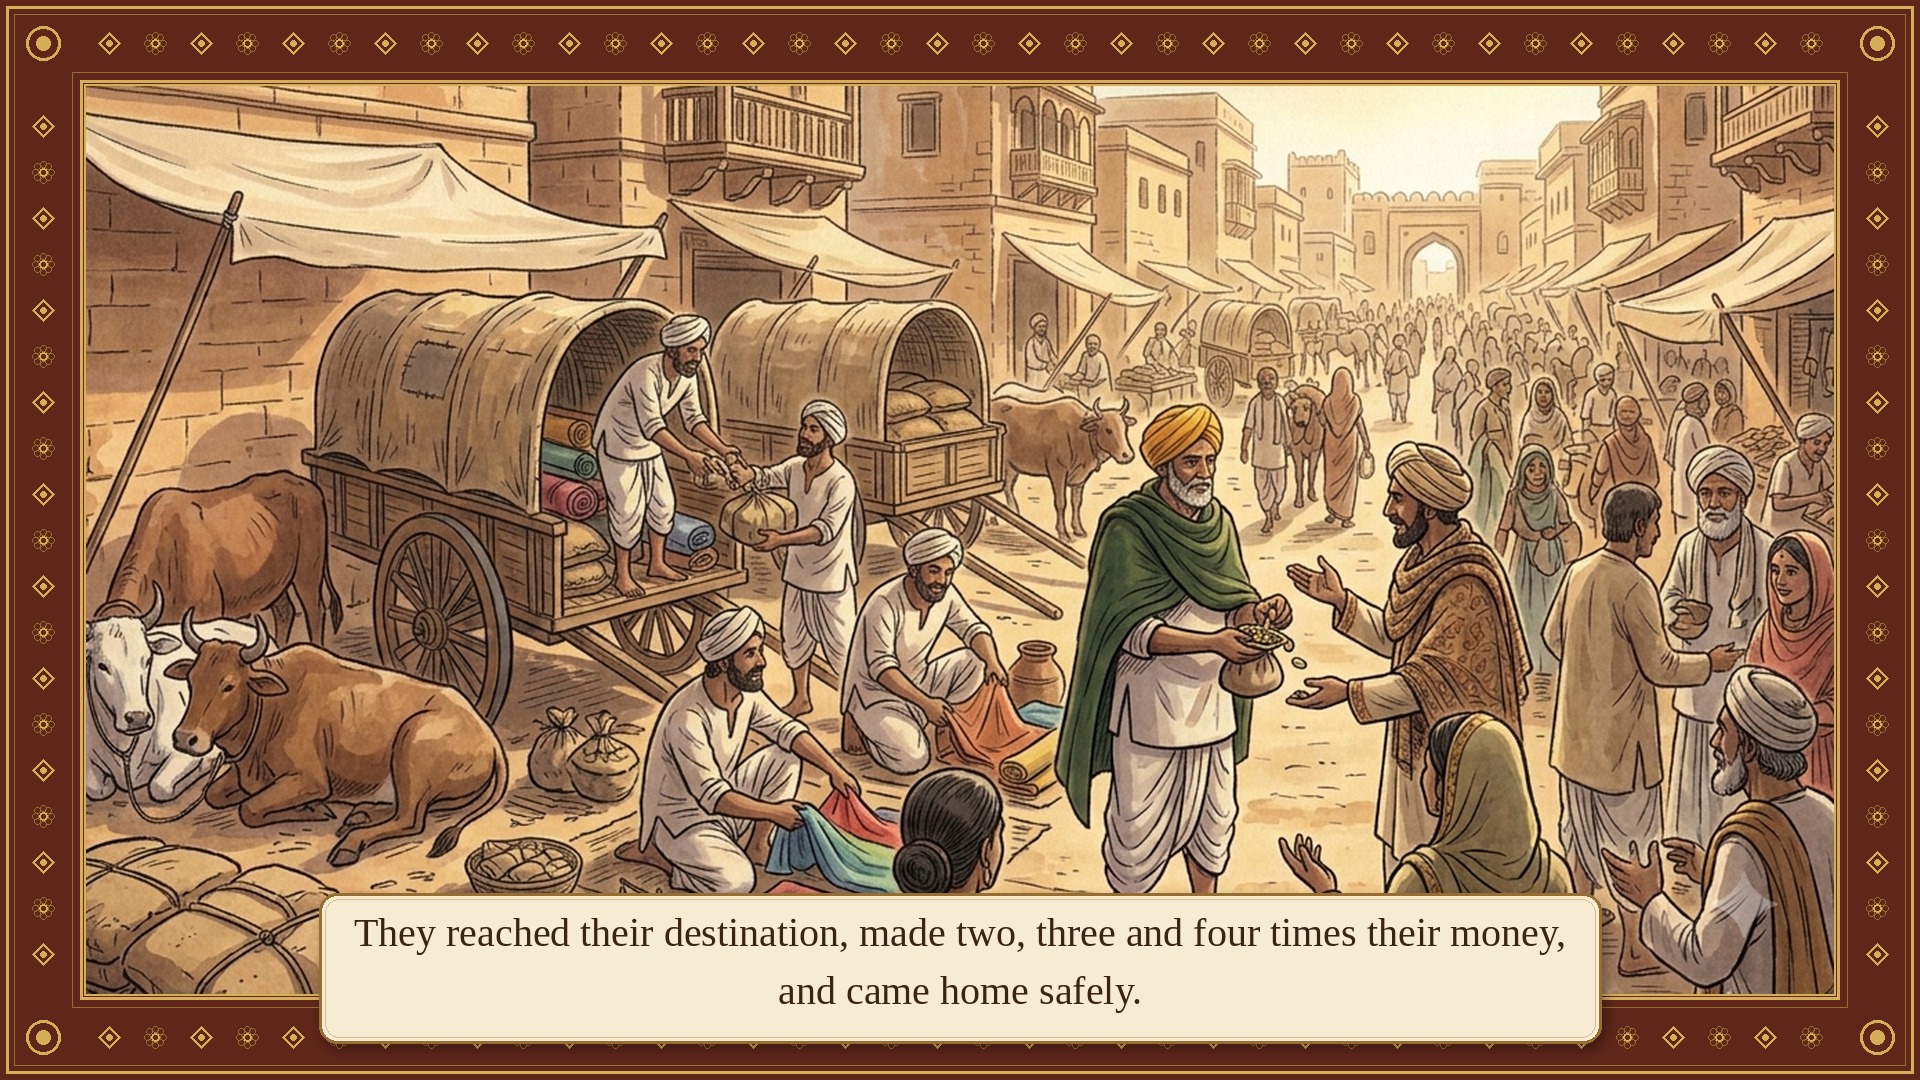 They reached their destination, made two, three and four times their money,
and came home safely.